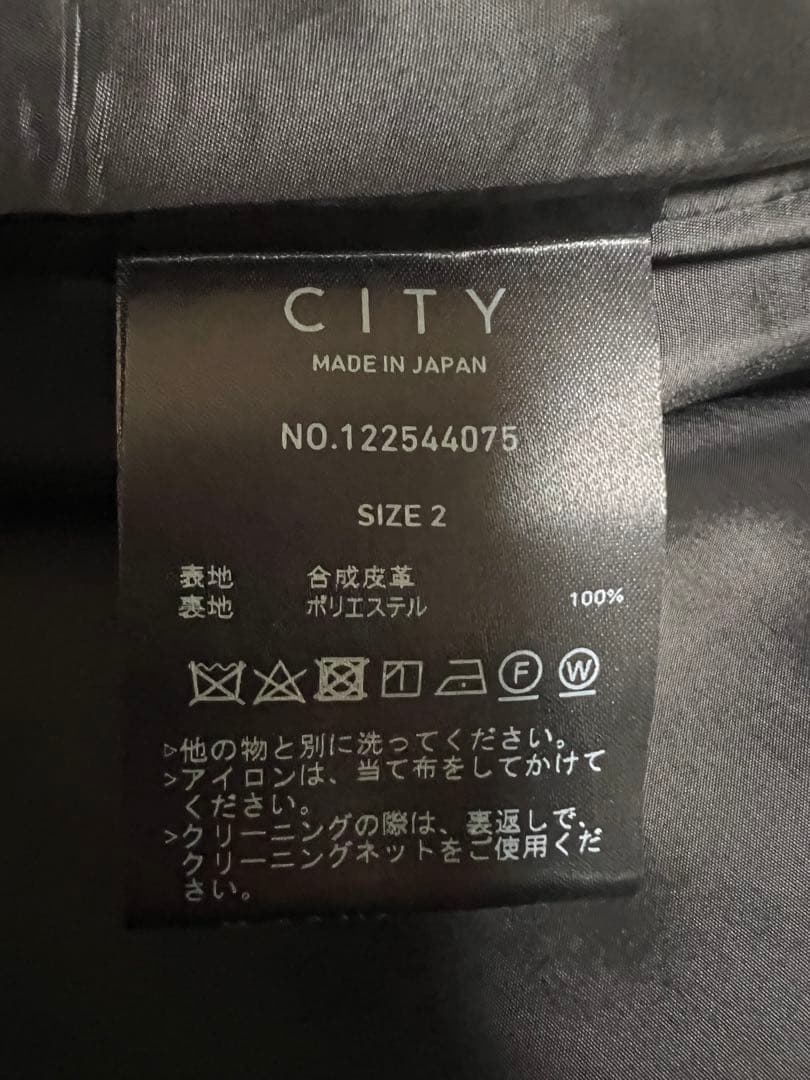 CITY
MADE IN JAPAN
NO.122544075
SIZE 2
表地 合成皮革
裏地 ポリエステル 100%
F W
▷他の物と別に洗ってください。
>アイロンは、当て布をしてかけて
ください。
>クリーニングの際は、裏返しで、
クリーニングネットをご使用くだ
さい。